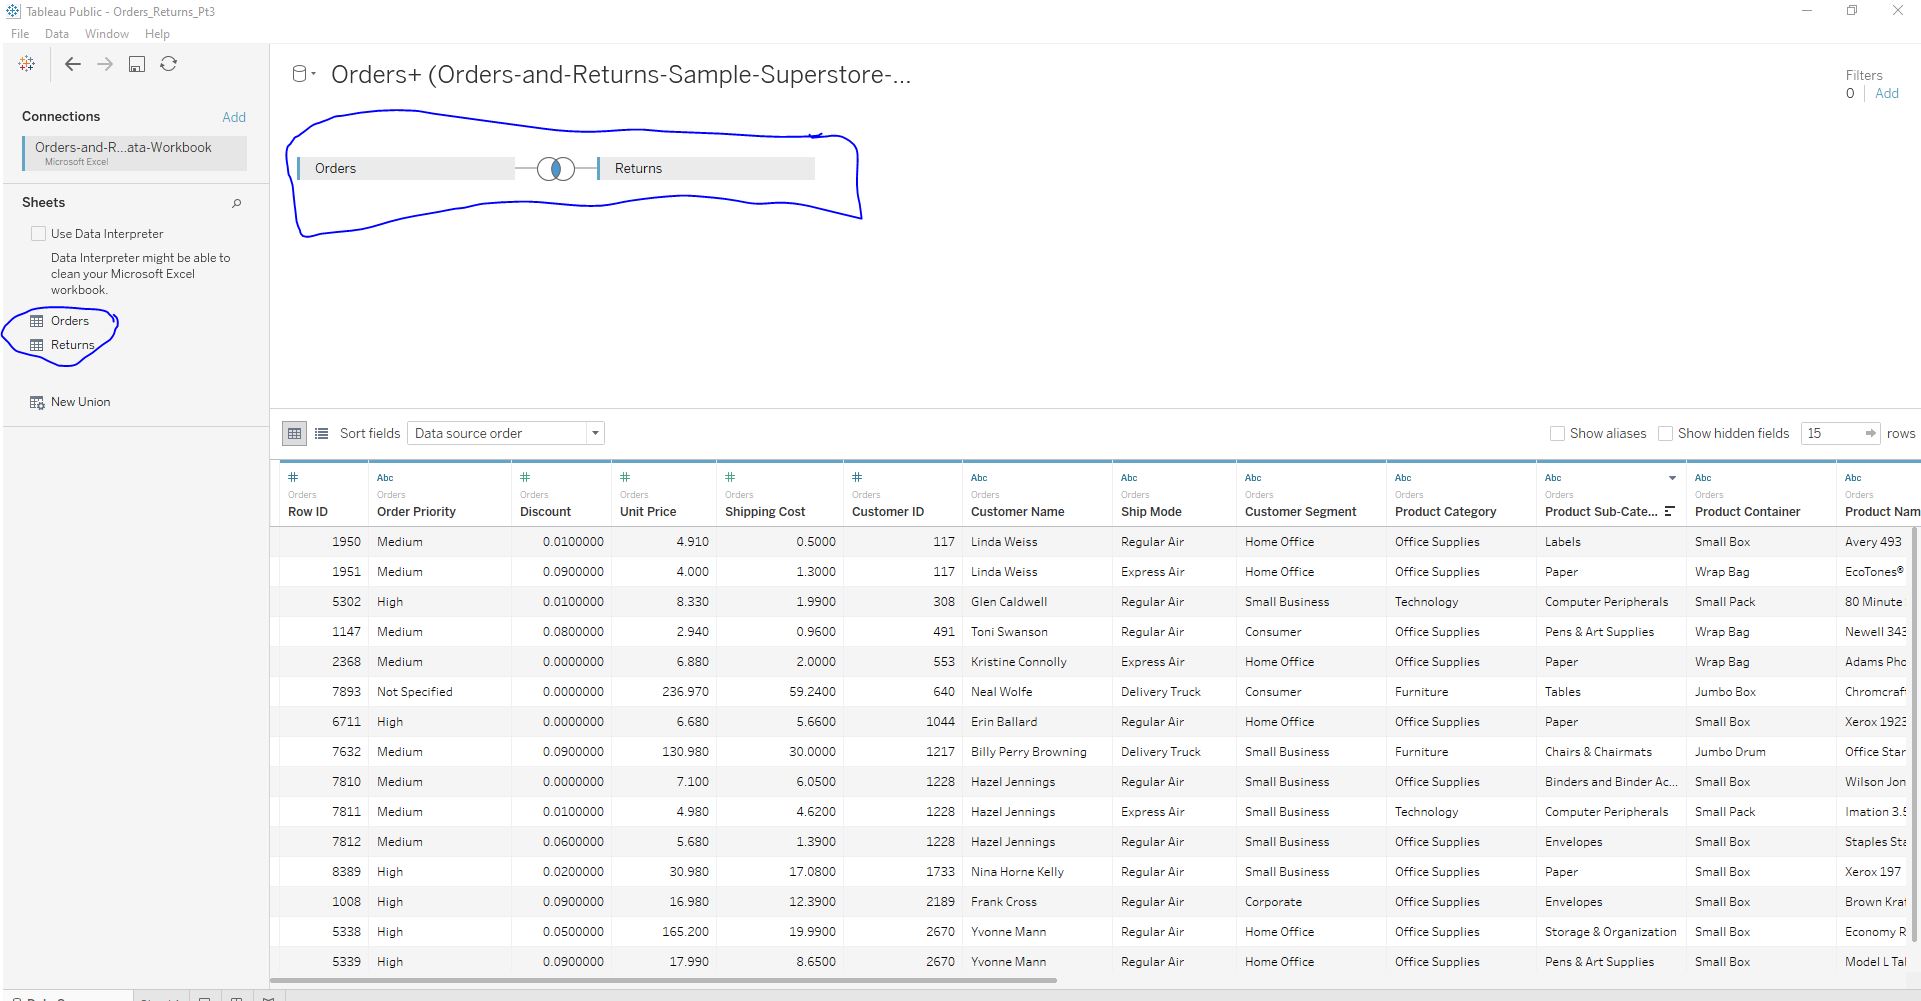 Tableau Public - Orders_Returns_Pt3
File Data Window Help
Connections Add
Orders-and-R...ata-Workbook
Microsoft Excel
Sheets
Use Data Interpreter
Data Interpreter might be able to
clean your Microsoft Excel
workbook.
Orders
Returns
New Union
Orders+ (Orders-and-Returns-Sample-Superstore-...
Filters
0 Add
Orders Returns
Sort fields Data source order Show aliases Show hidden fields 15 rows
# Abc # # # # Abc Abc Abc Abc Abc Abc Abc
Orders Orders Orders Orders Orders Orders Orders Orders Orders Orders Orders Orders Orders
Row ID Order Priority Discount Unit Price Shipping Cost Customer ID Customer Name Ship Mode Customer Segment Product Category Product Sub-Cate... Product Container Product Nam
1950 Medium 0.0100000 4.910 0.5000 117 Linda Weiss Regular Air Home Office Office Supplies Labels Small Box Avery 493
1951 Medium 0.0900000 4.000 1.3000 117 Linda Weiss Express Air Home Office Office Supplies Paper Wrap Bag EcoTones®
5302 High 0.0100000 8.330 1.9900 308 Glen Caldwell Regular Air Small Business Technology Computer Peripherals Small Pack 80 Minute
1147 Medium 0.0800000 2.940 0.9600 491 Toni Swanson Regular Air Consumer Office Supplies Pens & Art Supplies Wrap Bag Newell 343
2368 Medium 0.0000000 6.880 2.0000 553 Kristine Connolly Express Air Home Office Office Supplies Paper Wrap Bag Adams Pho
7893 Not Specified 0.0000000 236.970 59.2400 640 Neal Wolfe Delivery Truck Consumer Furniture Tables Jumbo Box Chromcraf
6711 High 0.0000000 6.680 5.6600 1044 Erin Ballard Regular Air Home Office Office Supplies Paper Small Box Xerox 1923
7632 Medium 0.0900000 130.980 30.0000 1217 Billy Perry Browning Delivery Truck Small Business Furniture Chairs & Chairmats Jumbo Drum Office Star
7810 Medium 0.0000000 7.100 6.0500 1228 Hazel Jennings Regular Air Small Business Office Supplies Binders and Binder Ac... Small Box Wilson Jon
7811 Medium 0.0100000 4.980 4.6200 1228 Hazel Jennings Express Air Small Business Technology Computer Peripherals Small Pack Imation 3.5
7812 Medium 0.0600000 5.680 1.3900 1228 Hazel Jennings Regular Air Small Business Office Supplies Envelopes Small Box Staples Sta
8389 High 0.0200000 30.980 17.0800 1733 Nina Horne Kelly Regular Air Small Business Office Supplies Paper Small Box Xerox 197
1008 High 0.0900000 16.980 12.3900 2189 Frank Cross Regular Air Corporate Office Supplies Envelopes Small Box Brown Kraf
5338 High 0.0500000 165.200 19.9900 2670 Yvonne Mann Regular Air Home Office Office Supplies Storage & Organization Small Box Economy R
5339 High 0.0900000 17.990 8.6500 2670 Yvonne Mann Regular Air Home Office Office Supplies Pens & Art Supplies Small Box Model L Tal